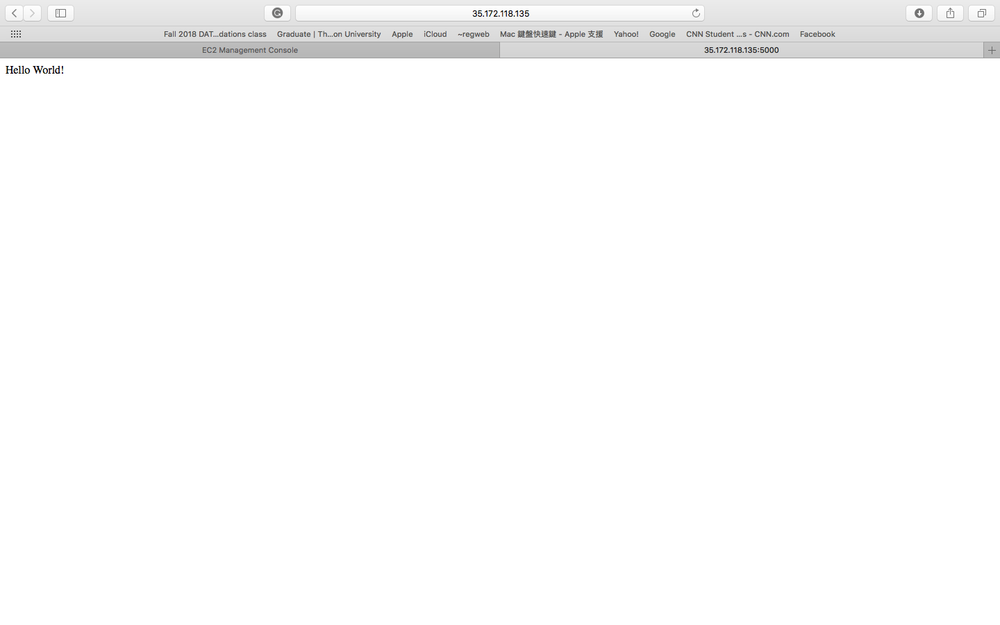 35.172.118.135
Fall 2018 DAT...dations class Graduate | Th...on University Apple iCloud ~regweb Mac 鍵盤快速鍵 - Apple 支援 Yahoo! Google CNN Student ...s - CNN.com Facebook
EC2 Management Console 35.172.118.135:5000
Hello World!